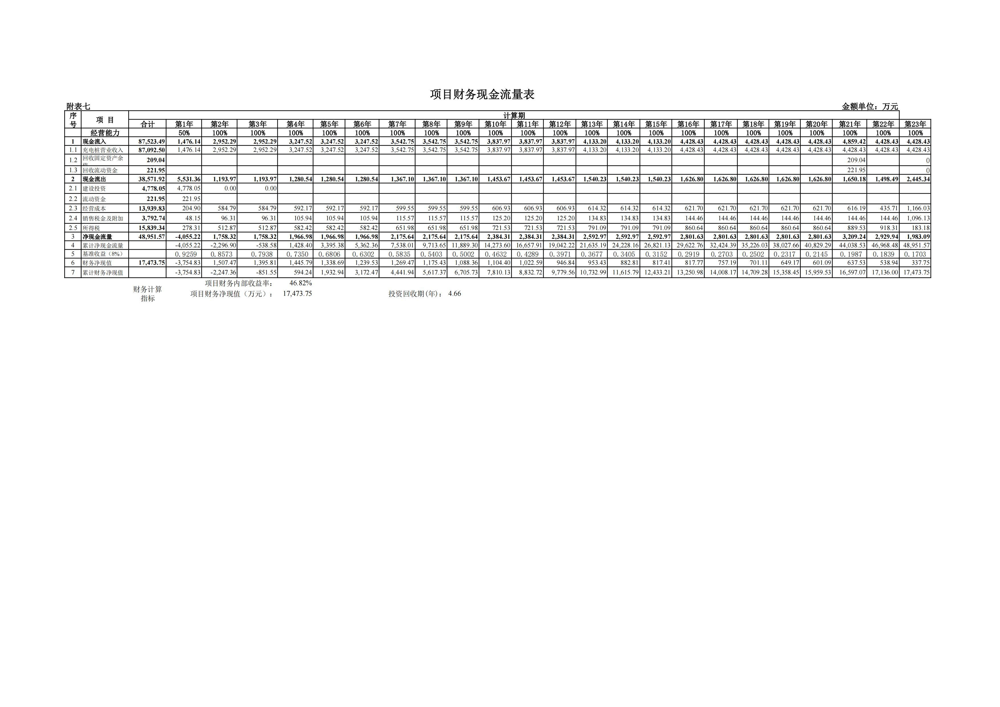 项目财务现金流量表
附表七 金额单位：万元
序号 项 目 计算期
合计 第1年 第2年 第3年 第4年 第5年 第6年 第7年 第8年 第9年 第10年 第11年 第12年 第13年 第14年 第15年 第16年 第17年 第18年 第19年 第20年 第21年 第22年 第23年
经营能力 50% 100% 100% 100% 100% 100% 100% 100% 100% 100% 100% 100% 100% 100% 100% 100% 100% 100% 100% 100% 100% 100% 100%
1 现金流入 87,523.49 1,476.14 2,952.29 2,952.29 3,247.52 3,247.52 3,247.52 3,542.75 3,542.75 3,542.75 3,837.97 3,837.97 3,837.97 4,133.20 4,133.20 4,133.20 4,428.43 4,428.43 4,428.43 4,428.43 4,428.43 4,859.42 4,428.43 4,428.43
1.1 充电桩营业收入 87,092.50 1,476.14 2,952.29 2,952.29 3,247.52 3,247.52 3,247.52 3,542.75 3,542.75 3,542.75 3,837.97 3,837.97 3,837.97 4,133.20 4,133.20 4,133.20 4,428.43 4,428.43 4,428.43 4,428.43 4,428.43 4,428.43 4,428.43 4,428.43
1.2 回收固定资产余值 209.04 209.04 0
1.3 回收流动资金 221.95 221.95 0
2 现金流出 38,571.92 5,531.36 1,193.97 1,193.97 1,280.54 1,280.54 1,280.54 1,367.10 1,367.10 1,367.10 1,453.67 1,453.67 1,453.67 1,540.23 1,540.23 1,540.23 1,626.80 1,626.80 1,626.80 1,626.80 1,626.80 1,650.18 1,498.49 2,445.34
2.1 建设投资 4,778.05 4,778.05 0.00 0.00
2.2 流动资金 221.95 221.95
2.3 经营成本 13,939.83 204.90 584.79 584.79 592.17 592.17 592.17 599.55 599.55 599.55 606.93 606.93 606.93 614.32 614.32 614.32 621.70 621.70 621.70 621.70 621.70 616.19 435.71 1,166.03
2.4 销售税金及附加 3,792.74 48.15 96.31 96.31 105.94 105.94 105.94 115.57 115.57 115.57 125.20 125.20 125.20 134.83 134.83 134.83 144.46 144.46 144.46 144.46 144.46 144.46 144.46 1,096.13
2.5 所得税 15,839.34 278.31 512.87 512.87 582.42 582.42 582.42 651.98 651.98 651.98 721.53 721.53 721.53 791.09 791.09 791.09 860.64 860.64 860.64 860.64 860.64 889.53 918.31 183.18
3 净现金流量 48,951.57 -4,055.22 1,758.32 1,758.32 1,966.98 1,966.98 1,966.98 2,175.64 2,175.64 2,175.64 2,384.31 2,384.31 2,384.31 2,592.97 2,592.97 2,592.97 2,801.63 2,801.63 2,801.63 2,801.63 2,801.63 3,209.24 2,929.94 1,983.09
4 累计净现金流量 -4,055.22 -2,296.90 -538.58 1,428.40 3,395.38 5,362.36 7,538.01 9,713.65 11,889.30 14,273.60 16,657.91 19,042.22 21,635.19 24,228.16 26,821.13 29,622.76 32,424.39 35,226.03 38,027.66 40,829.29 44,038.53 46,968.48 48,951.57
5 基准收益（8%） 0.9259 0.8573 0.7938 0.7350 0.6806 0.6302 0.5835 0.5403 0.5002 0.4632 0.4289 0.3971 0.3677 0.3405 0.3152 0.2919 0.2703 0.2502 0.2317 0.2145 0.1987 0.1839 0.1703
6 财务净现值 17,473.75 -3,754.83 1,507.47 1,395.81 1,445.79 1,338.69 1,239.53 1,269.47 1,175.43 1,088.36 1,104.40 1,022.59 946.84 953.43 882.81 817.41 817.77 757.19 701.11 649.17 601.09 637.53 538.94 337.75
7 累计财务净现值 -3,754.83 -2,247.36 -851.55 594.24 1,932.94 3,172.47 4,441.94 5,617.37 6,705.73 7,810.13 8,832.72 9,779.56 10,732.99 11,615.79 12,433.21 13,250.98 14,008.17 14,709.28 15,358.45 15,959.53 16,597.07 17,136.00 17,473.75
财务计算指标 项目财务内部收益率： 46.82%
项目财务净现值（万元）： 17,473.75 投资回收期(年)： 4.66